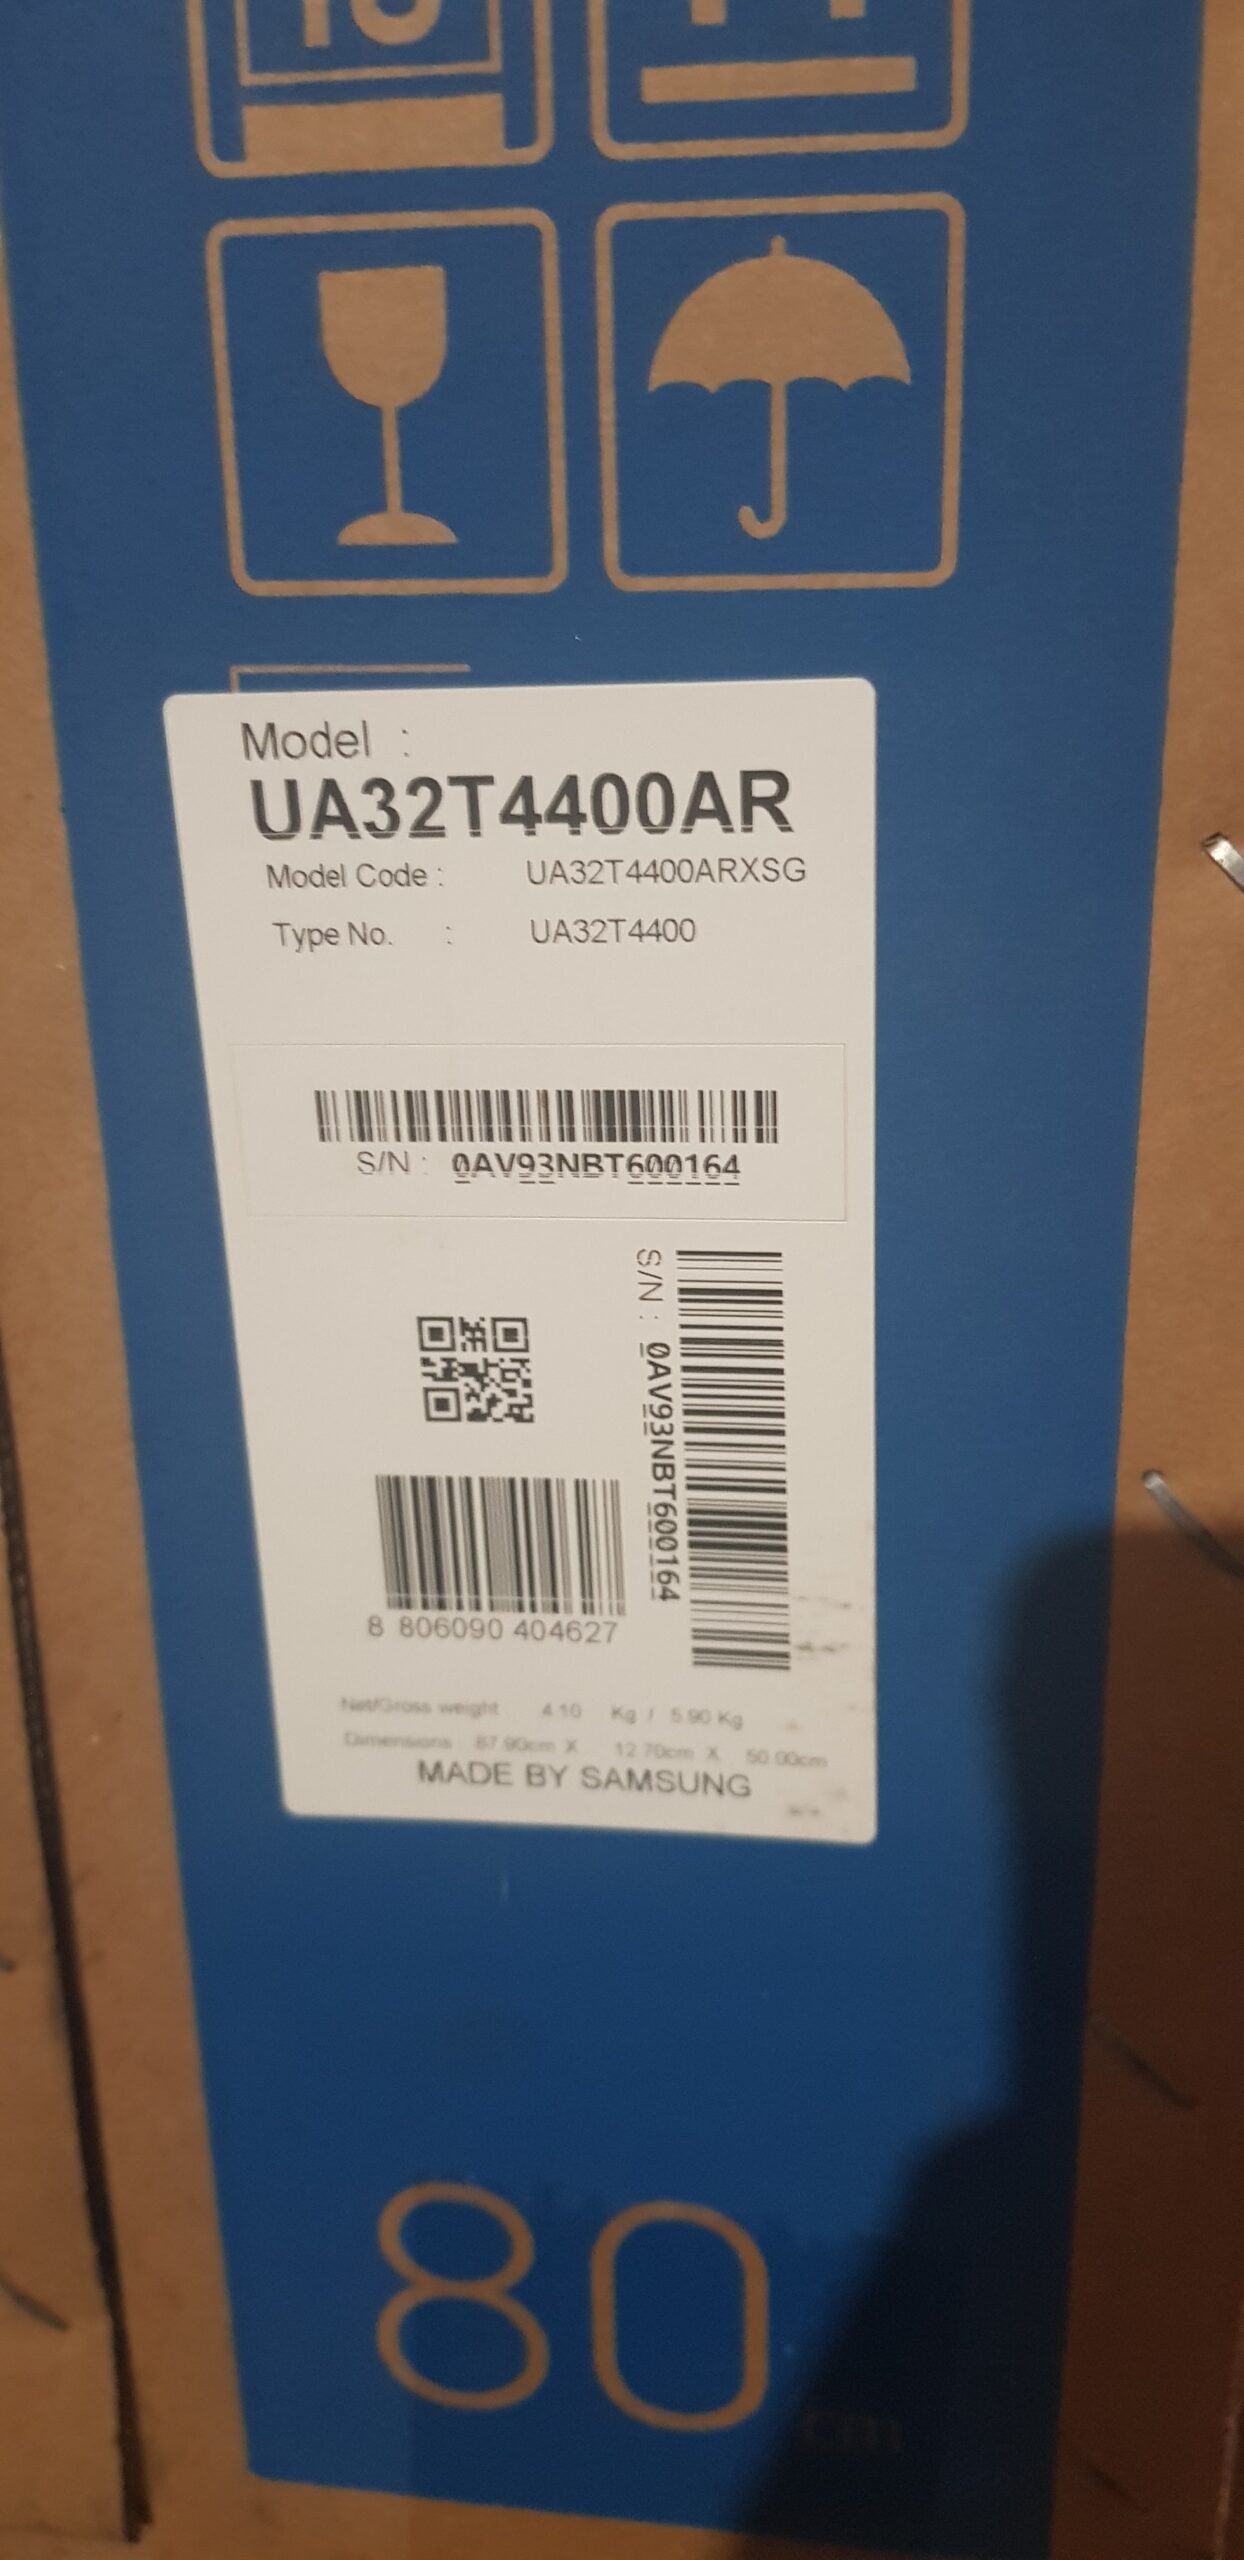 Model :
UA32T4400AR
Model Code : UA32T4400ARXSG
Type No. : UA32T4400
S/N : 0AV93NBT600164
S/N : 0AV93NBT600164
8 806090 404627
Net/Gross weight 4.10 Kg / 5.90 Kg
Dimensions 87.90cm X 12.70cm X 50.00cm
MADE BY SAMSUNG
80
cm